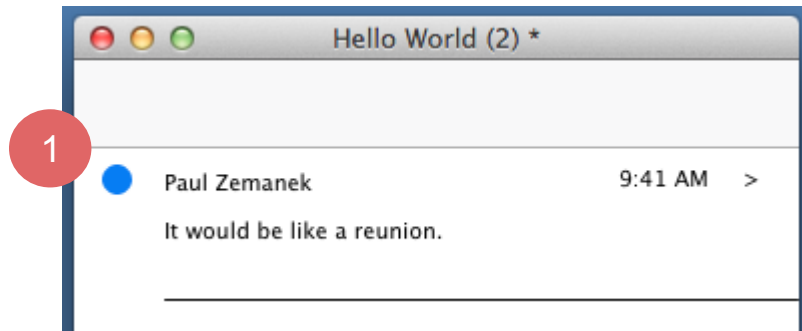 Hello World (2) *
1
Paul Zemanek 9:41 AM >
It would be like a reunion.